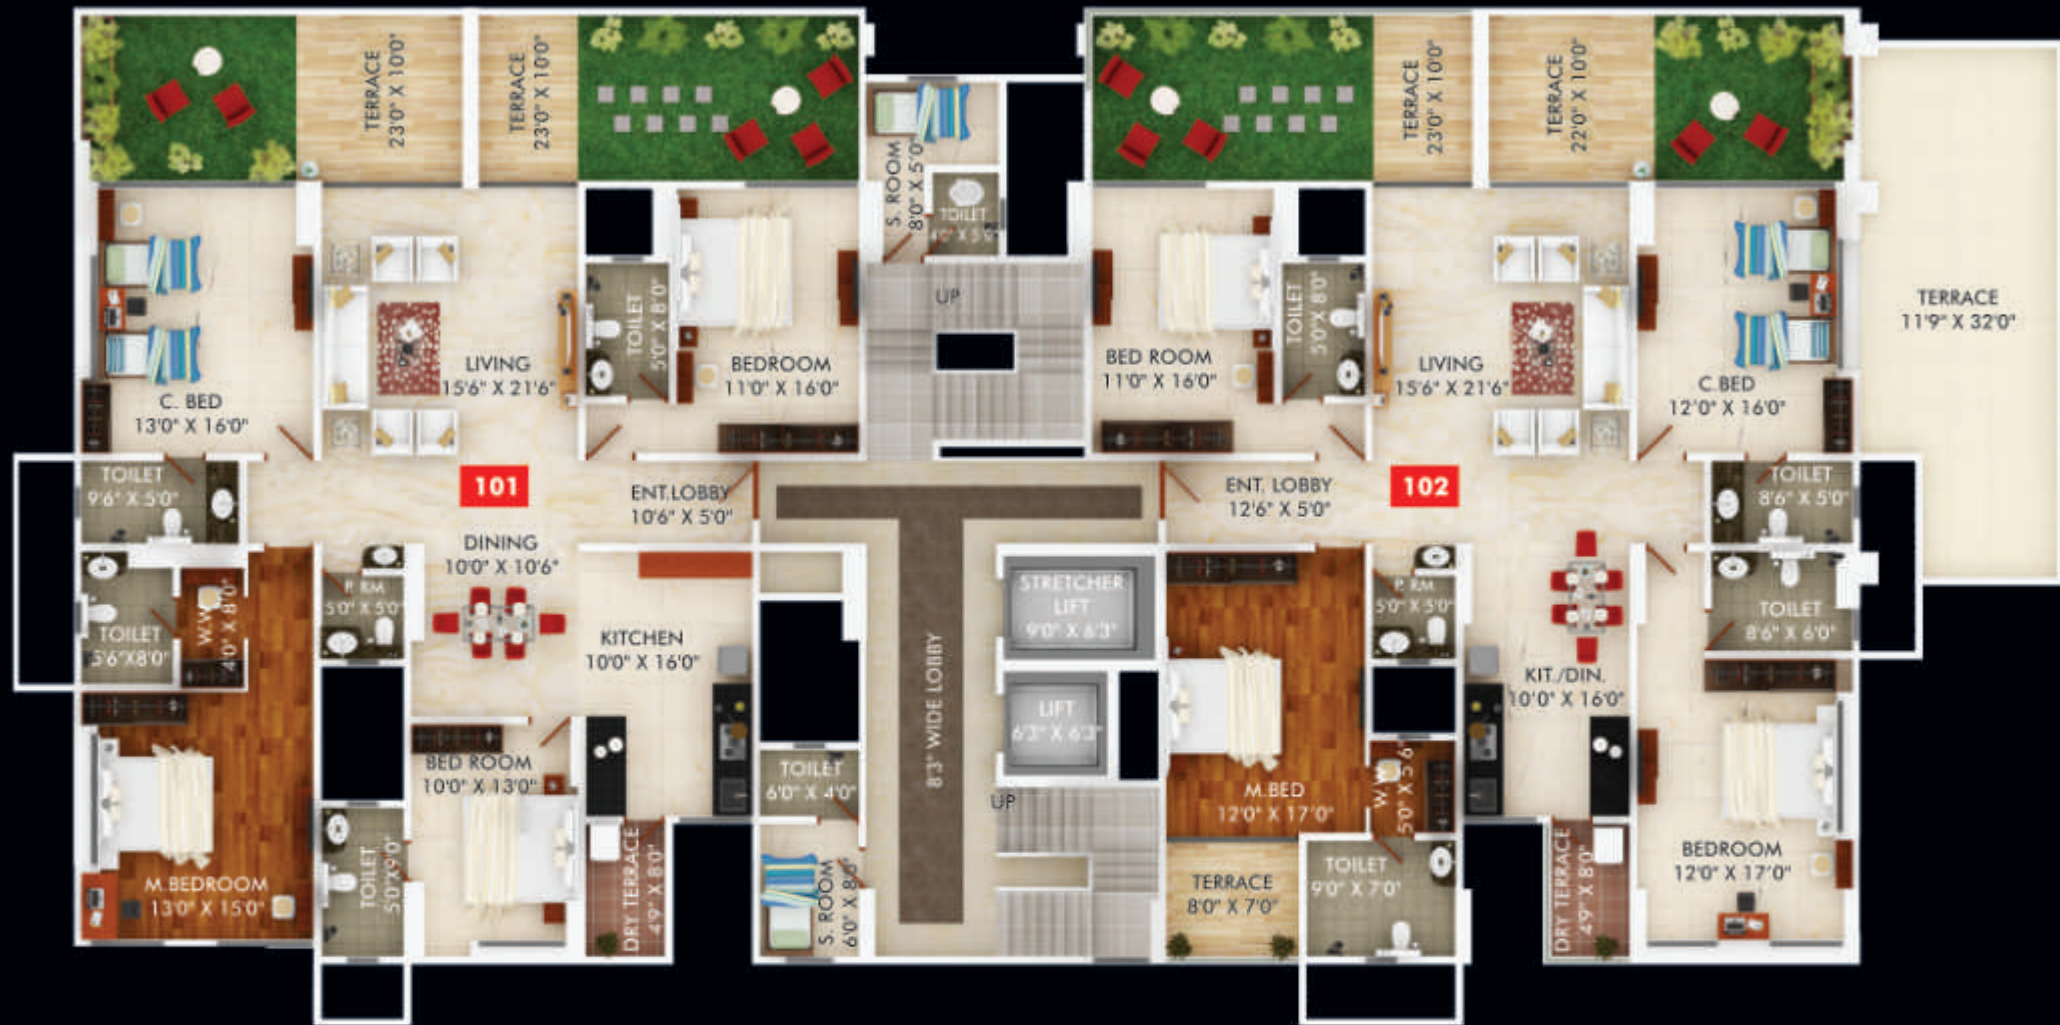 TERRACE
23'0" X 10'0"
TERRACE
23'0" X 10'0"
TERRACE
23'0" X 10'0"
TERRACE
22'0" X 10'0"
S. ROOM
8'0" X 5'0"
TOILET
4'0" X 5'0"
UP
TERRACE
11'9" X 32'0"
C. BED
13'0" X 16'0"
LIVING
15'6" X 21'6"
TOILET
5'0" X 8'0"
BEDROOM
11'0" X 16'0"
BED ROOM
11'0" X 16'0"
TOILET
5'0" X 8'0"
LIVING
15'6" X 21'6"
C.BED
12'0" X 16'0"
TOILET
9'6" X 5'0"
101
ENT.LOBBY
10'6" X 5'0"
ENT. LOBBY
12'6" X 5'0"
102
TOILET
8'6" X 5'0"
DINING
10'0" X 10'6"
TOILET
5'6"X8'0"
W.W.
4'0" X 8'0"
P. RM
5'0" X 5'0"
KITCHEN
10'0" X 16'0"
8'3" WIDE LOBBY
STRETCHER
LIFT
9'0" X 6'3"
LIFT
6'3" X 6'3"
P. RM
5'0" X 5'0"
KIT./DIN.
10'0" X 16'0"
TOILET
8'6" X 6'0"
BED ROOM
10'0" X 13'0"
TOILET
6'0" X 4'0"
UP
M.BED
12'0" X 17'0"
W.W.
5'0" X 5'6"
M.BEDROOM
13'0" X 15'0"
TOILET
5'0"X9'0"
DRY TERRACE
4'9" X 8'0"
S. ROOM
6'0" X 8'0"
TERRACE
8'0" X 7'0"
TOILET
9'0" X 7'0"
DRY TERRACE
4'9" X 8'0"
BEDROOM
12'0" X 17'0"